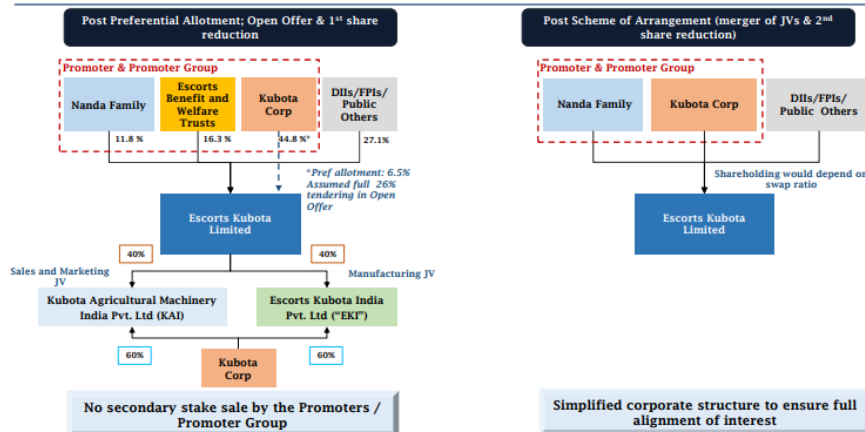 Post Preferential Allotment; Open Offer & 1st share
reduction
Promoter & Promoter Group
Nanda Family
Escorts
Benefit and
Welfare
Trusts
Kubota
Corp
DIIs/FPIs/
Public
Others
11.8 %
16.3 %
44.8 %*
27.1%
*Pref allotment: 6.5%
Assumed full 26%
tendering in Open
Offer
Escorts Kubota
Limited
40%
40%
Sales and Marketing
JV
Manufacturing JV
Kubota Agricultural Machinery
India Pvt. Ltd (KAI)
Escorts Kubota India
Pvt. Ltd ("EKI")
60%
60%
Kubota
Corp
No secondary stake sale by the Promoters /
Promoter Group
Post Scheme of Arrangement (merger of JVs & 2nd
share reduction)
Promoter & Promoter Group
Nanda Family
Kubota Corp
DIIs/FPIs/
Public Others
Shareholding would depend on
swap ratio
Escorts Kubota
Limited
Simplified corporate structure to ensure full
alignment of interest